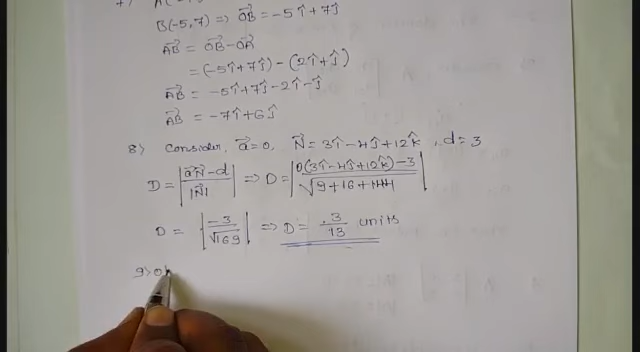 7)
B(-5,7) ⇒ OB⃗ = -5î+7ĵ
AB⃗ = OB⃗-OA⃗
= (-5î+7ĵ) - (2î+ĵ)
AB⃗ = -5î+7ĵ-2î-ĵ
AB⃗ = -7î+6ĵ
8) Consider, a⃗=0, N⃗=3î-4ĵ+12k̂, d=3
D = |a⃗N⃗-d / |N⃗|| ⇒ D = |0(3î-4ĵ+12k̂)-3 / √9+16+144|
D = |-3/√169| ⇒ D = 3/13 units
9)